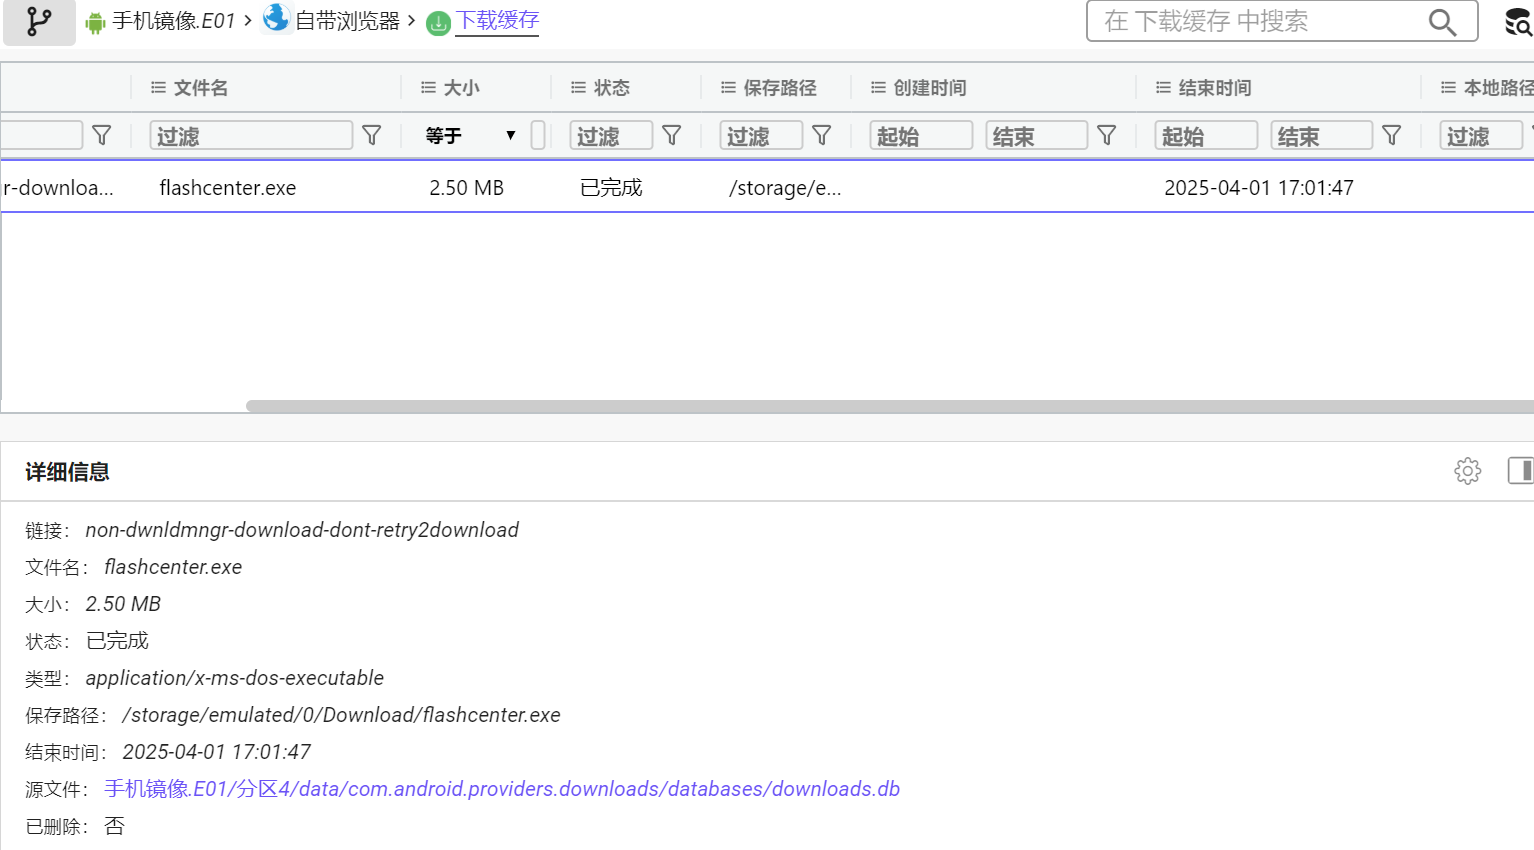 手机镜像.E01 › 自带浏览器 › 下载缓存
在 下载缓存 中搜索
文件名 大小 状态 保存路径 创建时间 结束时间 本地路径
过滤 等于 ▼ 过滤 过滤 起始 结束 起始 结束 过滤
r-downloa... flashcenter.exe 2.50 MB 已完成 /storage/e... 2025-04-01 17:01:47
详细信息
链接： non-dwnldmngr-download-dont-retry2download
文件名： flashcenter.exe
大小： 2.50 MB
状态： 已完成
类型： application/x-ms-dos-executable
保存路径： /storage/emulated/0/Download/flashcenter.exe
结束时间： 2025-04-01 17:01:47
源文件： 手机镜像.E01/分区4/data/com.android.providers.downloads/databases/downloads.db
已删除： 否